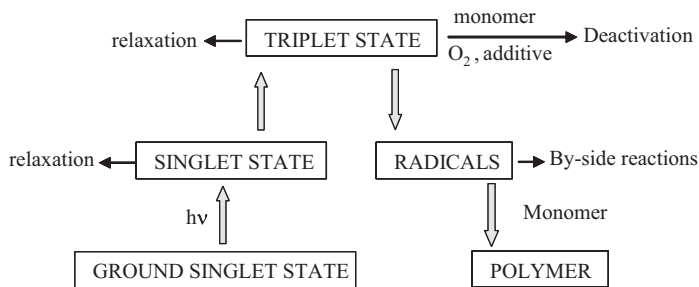 monomer
relaxation TRIPLET STATE Deactivation
O2, additive
relaxation SINGLET STATE RADICALS By-side reactions
hν Monomer
GROUND SINGLET STATE POLYMER